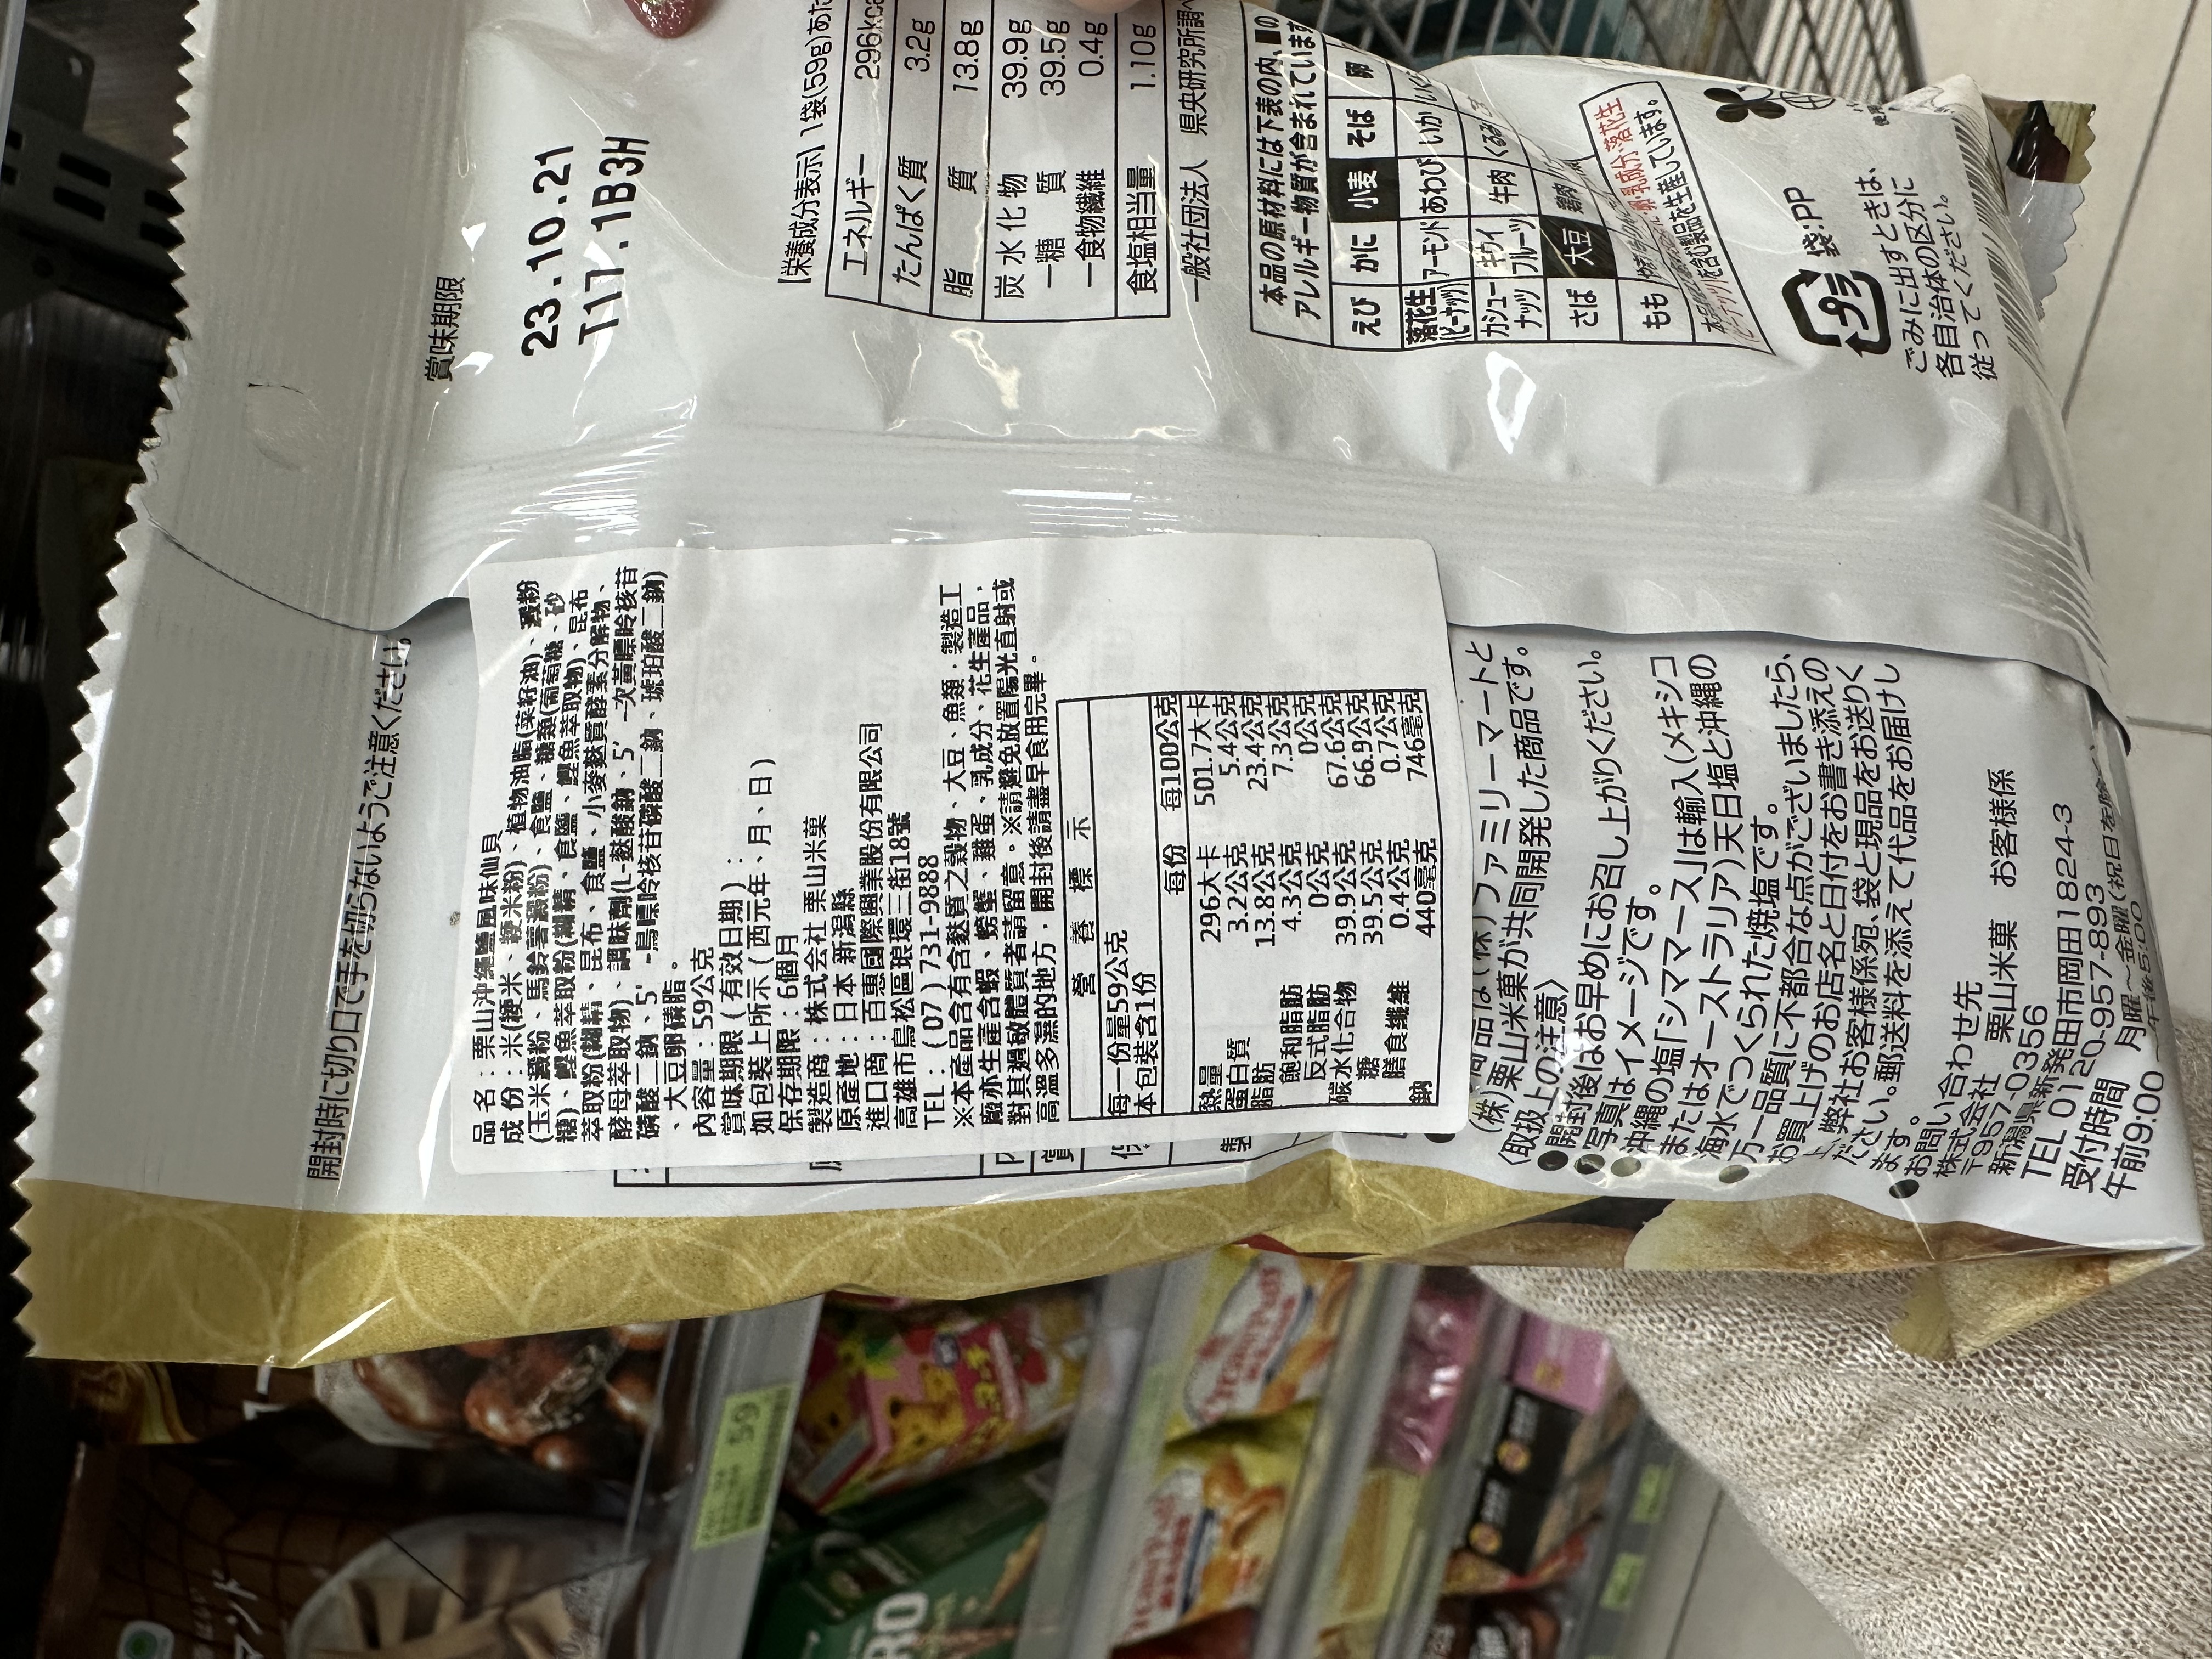 開封時に切り口で手を切らないようご注意ください。
品 名：栗山沖繩鹽風味仙貝
成 份：米(粳米、粳米粉)、植物油脂(菜籽油)、澱粉
(玉米澱粉、馬鈴薯澱粉)、食鹽、糖類(葡萄糖、砂
糖)、鰹魚萃取粉(糊精、食鹽、鰹魚萃取物)、昆布
萃取粉(糊精、昆布、食鹽、小麥麩質酵素分解物、
酵母萃取物)、調味劑(L-麩酸鈉、5'-次黃嘌呤核苷
磷酸二鈉、5'-鳥嘌呤核苷磷酸二鈉、琥珀酸二鈉)
、大豆卵磷脂。
內容量：59公克
賞味期限（有效日期）：
如包裝上所示（西元年、月、日）
保存期限：6個月
製造商：株式会社 栗山米菓
原產地：日本 新潟縣
進口商：百惠國際興業股份有限公司
高雄市鳥松區琅環三街18號
TEL：（07）731-9888
※本產品含有含麩質之穀物、大豆、魚類，製造工
廠亦生產含蝦、螃蟹、雞蛋、乳成分、花生產品，
對其過敏體質者請留意。※請避免放置陽光直射或
高溫多濕的地方，開封後請盡早食用完畢。
營 養 標 示
每一份量59公克
本包裝含1份
每份 每100公克
熱量 296大卡 501.7大卡
蛋白質 3.2公克 5.4公克
脂肪 13.8公克 23.4公克
飽和脂肪 4.3公克 7.3公克
反式脂肪 0公克 0公克
碳水化合物 39.9公克 67.6公克
糖 39.5公克 66.9公克
膳食纖維 0.4公克 0.7公克
鈉 440毫克 746毫克
商品は(株)ファミリーマートと
(株)栗山米菓が共同開発した商品です。
〈取扱上の注意〉
●開封後はお早めにお召し上がりください。
●写真はイメージです。
●沖縄の塩「シママース」は輸入(メキシコ
またはオーストラリア)天日塩と沖縄の
海水でつくられた焼塩です。
●万一品質に不都合な点がございましたら、
お買上げのお店名と日付をお書き添えの
上、弊社お客様係宛、袋と現品をお送りく
ださい。郵送料を添えて代品をお届けし
ます。
●お問い合わせ先
株式会社 栗山米菓 お客様係
〒957-0356
新潟県新発田市岡田1824-3
TEL 0120-957-893
受付時間 月曜～金曜(祝日を除く
午前9:00～午後5:00
賞味期限
23.10.21
T17.1B3H
【栄養成分表示】1袋(59g)あた
エネルギー 296kca
たんぱく質 3.2g
脂 質 13.8g
炭水化物 39.9g
―糖 質 39.5g
―食物繊維 0.4g
食塩相当量 1.10g
一般社団法人 県央研究所調べ
本品の原材料には下表の内、■の
アレルギー物質が含まれています
えび かに 小麦 そば 卵
落花生(ピーナッツ) アーモンド あわび いか いく
カシューナッツ キウイフルーツ 牛肉 くるみ ご
さば 大豆 鶏肉
もも
卵・乳成分・落花生
(ピーナッツ)を含む製品を生産しています。
プラ
袋:PP
ごみに出すときは、
各自治体の区分に
従ってください。
使用
59